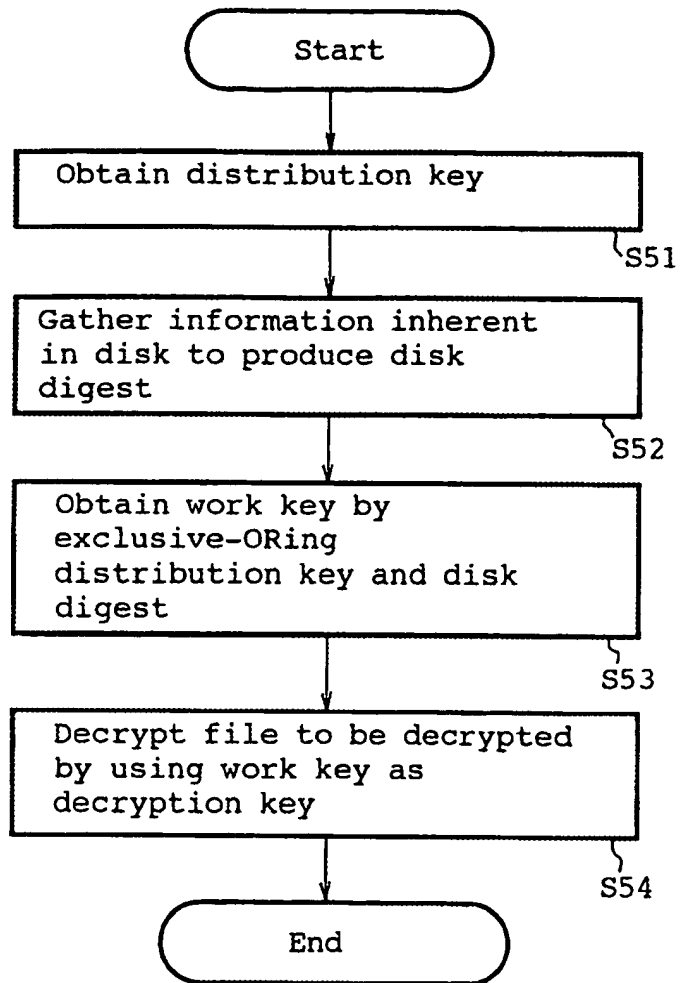 Start
Obtain distribution key
S51
Gather information inherent
in disk to produce disk
digest
S52
Obtain work key by
exclusive-ORing
distribution key and disk
digest
S53
Decrypt file to be decrypted
by using work key as
decryption key
S54
End